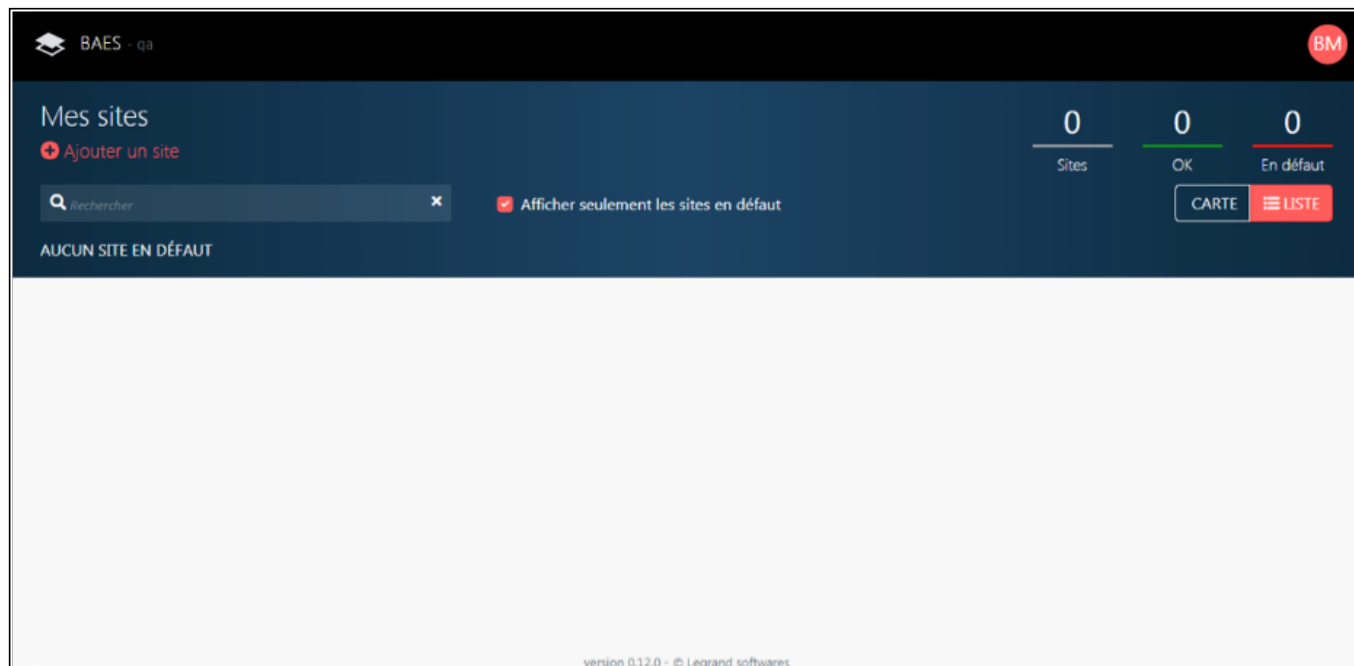 BAES - qa
BM
Mes sites
Ajouter un site
0 0 0
Sites OK En défaut
Rechercher
Afficher seulement les sites en défaut
CARTE LISTE
AUCUN SITE EN DÉFAUT
version 0.12.0 - © Legrand softwares